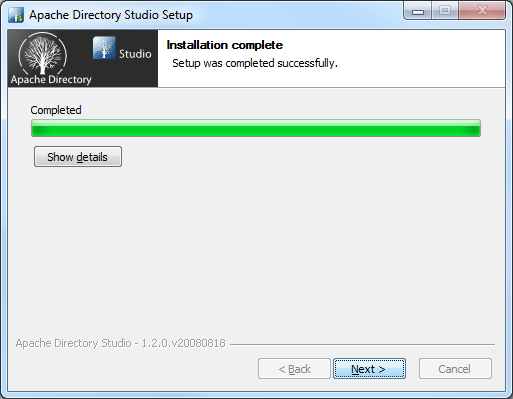 Apache Directory Studio Setup
Apache Directory
Studio
Installation complete
Setup was completed successfully.
Completed
Show details
Apache Directory Studio - 1.2.0.v20080818
< Back
Next >
Cancel